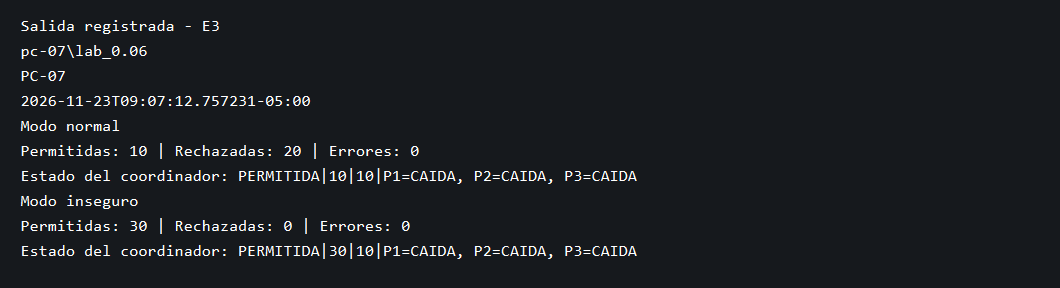 Salida registrada - E3
pc-07\lab_0.06
PC-07
2026-11-23T09:07:12.757231-05:00
Modo normal
Permitidas: 10 | Rechazadas: 20 | Errores: 0
Estado del coordinador: PERMITIDA|10|10|P1=CAIDA, P2=CAIDA, P3=CAIDA
Modo inseguro
Permitidas: 30 | Rechazadas: 0 | Errores: 0
Estado del coordinador: PERMITIDA|30|10|P1=CAIDA, P2=CAIDA, P3=CAIDA